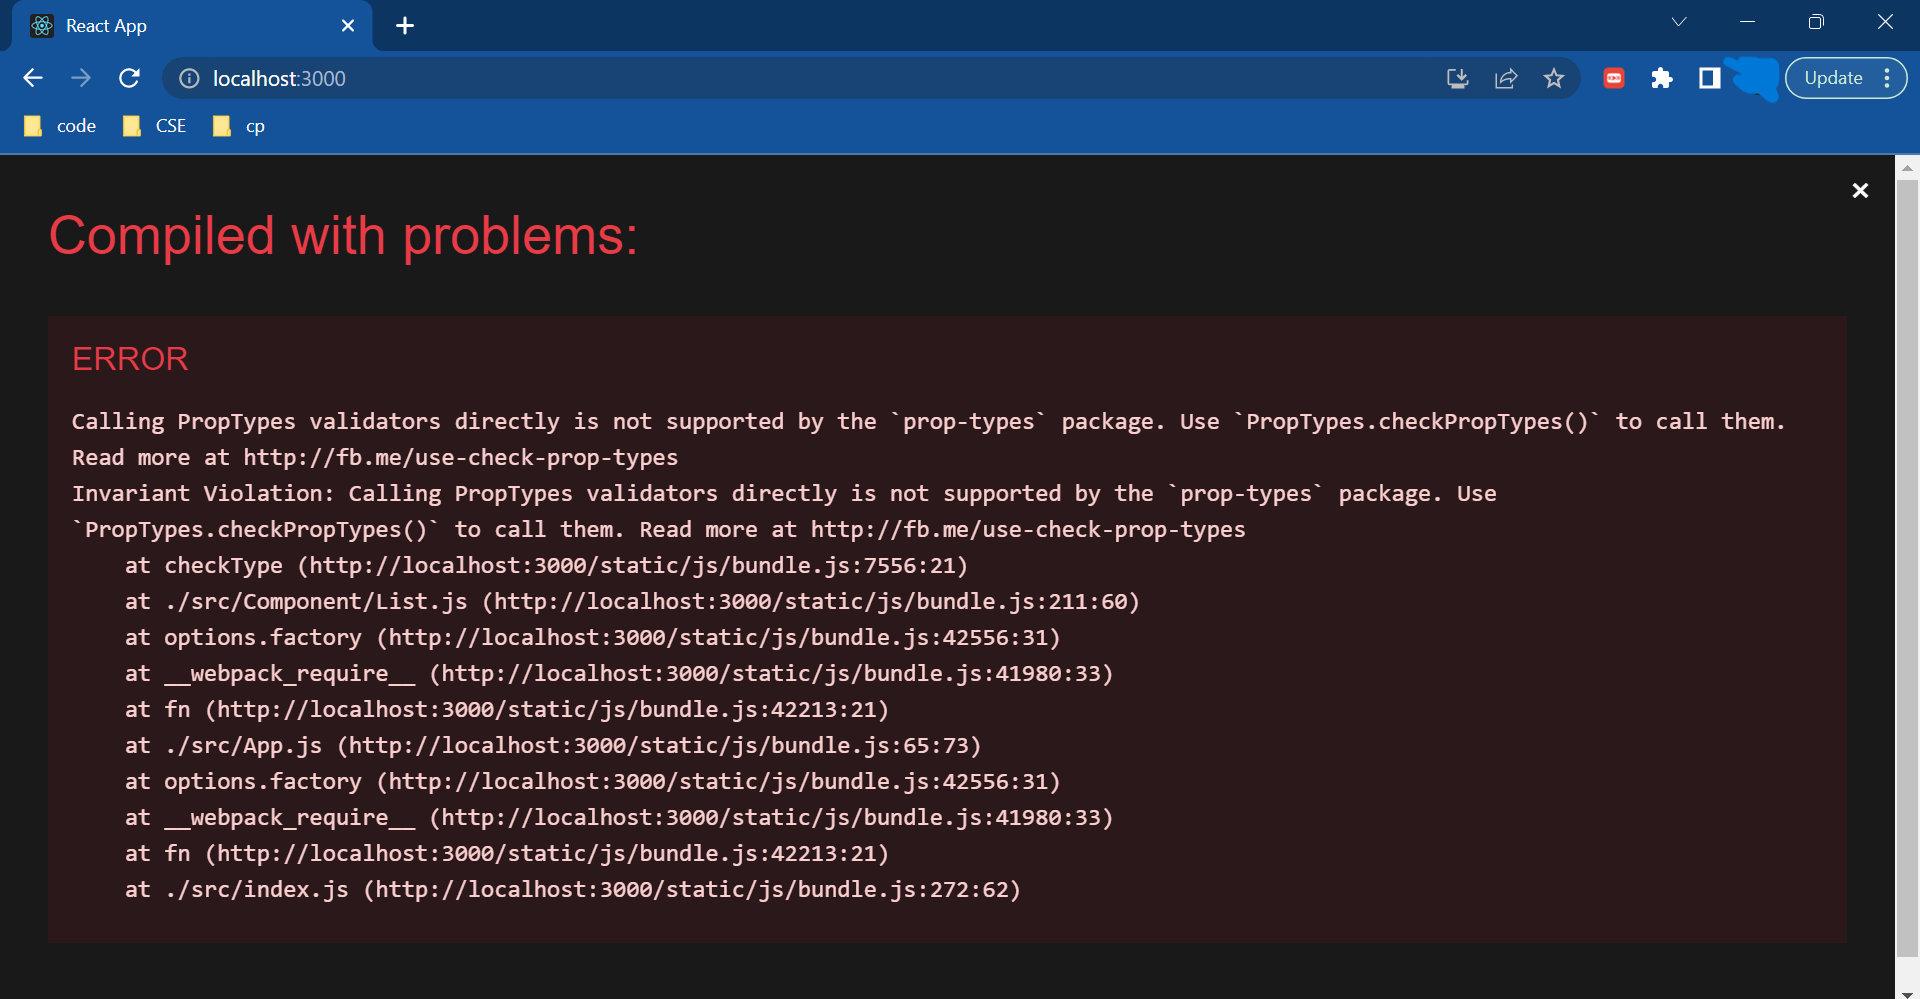 React App
localhost:3000
Update
code CSE cp
Compiled with problems:
ERROR
Calling PropTypes validators directly is not supported by the `prop-types` package. Use `PropTypes.checkPropTypes()` to call them.
Read more at http://fb.me/use-check-prop-types
Invariant Violation: Calling PropTypes validators directly is not supported by the `prop-types` package. Use
`PropTypes.checkPropTypes()` to call them. Read more at http://fb.me/use-check-prop-types
    at checkType (http://localhost:3000/static/js/bundle.js:7556:21)
    at ./src/Component/List.js (http://localhost:3000/static/js/bundle.js:211:60)
    at options.factory (http://localhost:3000/static/js/bundle.js:42556:31)
    at __webpack_require__ (http://localhost:3000/static/js/bundle.js:41980:33)
    at fn (http://localhost:3000/static/js/bundle.js:42213:21)
    at ./src/App.js (http://localhost:3000/static/js/bundle.js:65:73)
    at options.factory (http://localhost:3000/static/js/bundle.js:42556:31)
    at __webpack_require__ (http://localhost:3000/static/js/bundle.js:41980:33)
    at fn (http://localhost:3000/static/js/bundle.js:42213:21)
    at ./src/index.js (http://localhost:3000/static/js/bundle.js:272:62)